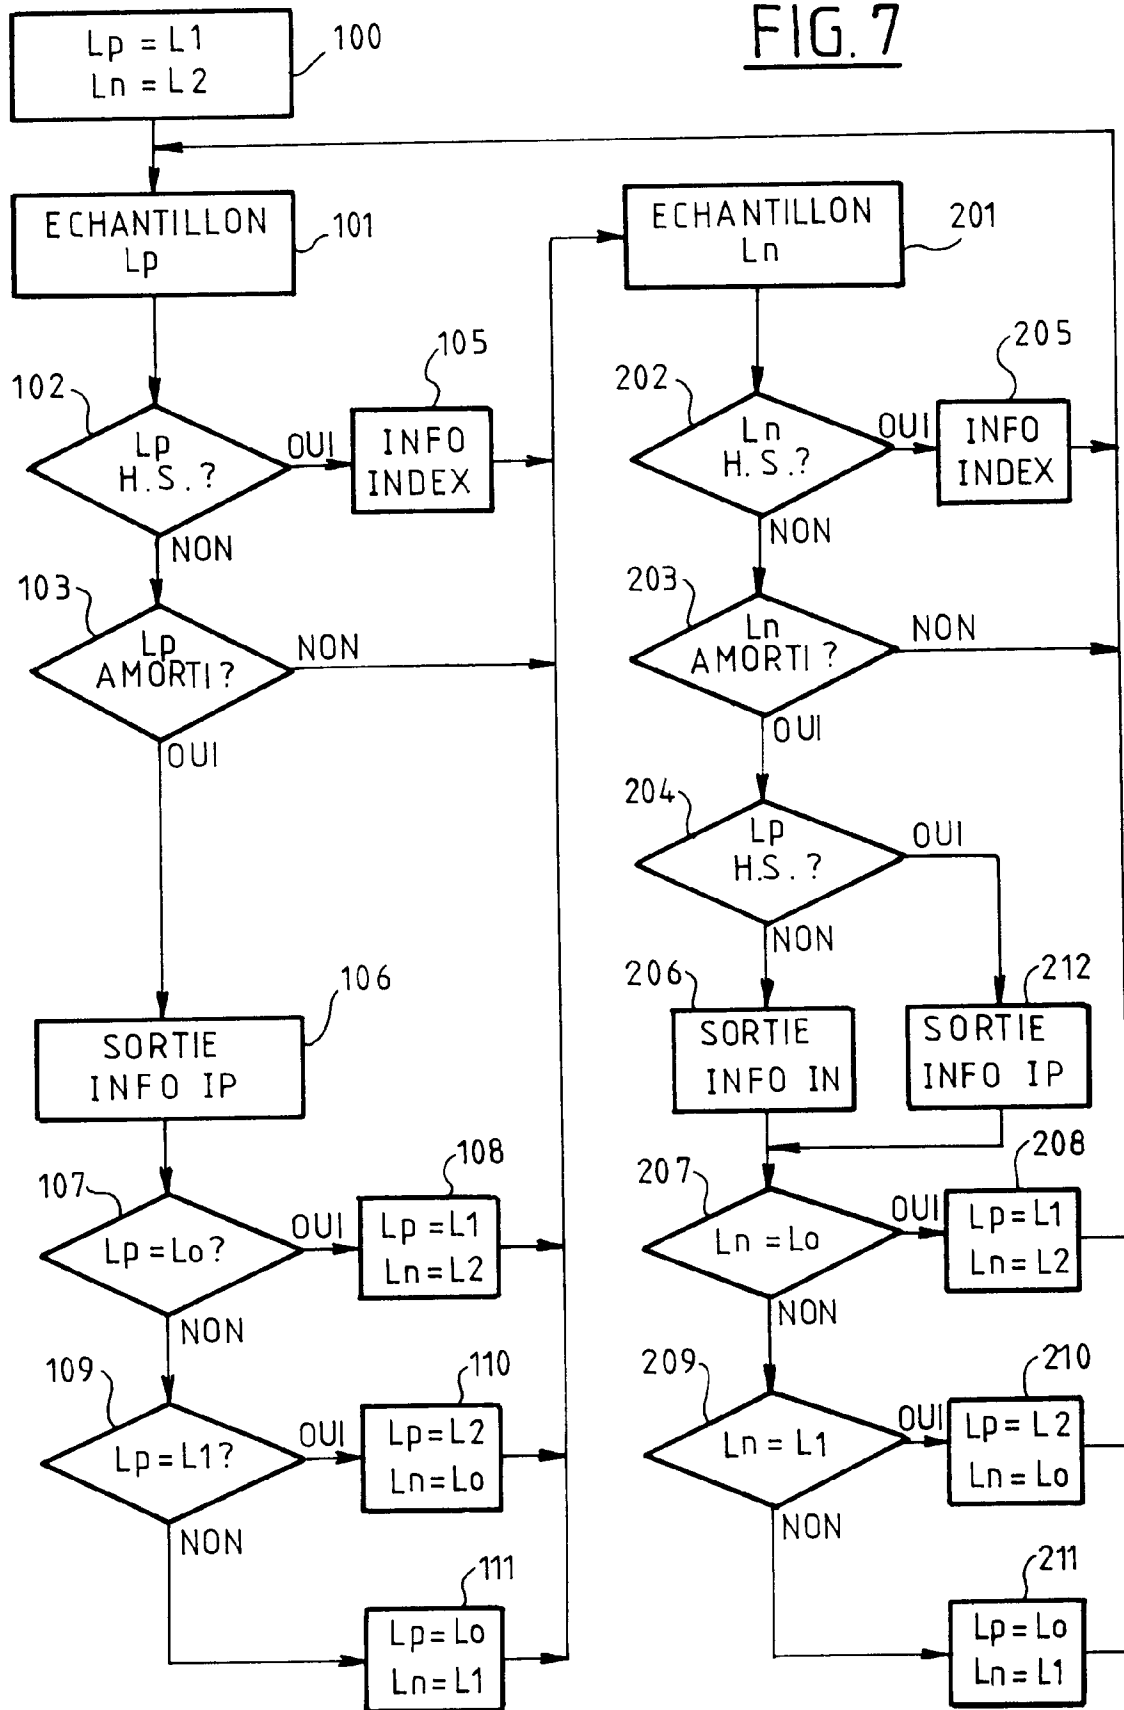 FIG. 7
Lp = L1
Ln = L2
100
ECHANTILLON
Lp
101
102
Lp
H.S.?
OUI
NON
105
INFO
INDEX
103
Lp
AMORTI?
NON
OUI
106
SORTIE
INFO IP
107
Lp = Lo?
OUI
NON
108
Lp = L1
Ln = L2
109
Lp = L1?
OUI
NON
110
Lp = L2
Ln = Lo
111
Lp = Lo
Ln = L1
ECHANTILLON
Ln
201
202
Ln
H.S.?
OUI
NON
205
INFO
INDEX
203
Ln
AMORTI?
NON
OUI
204
Lp
H.S.?
OUI
NON
206
SORTIE
INFO IN
212
SORTIE
INFO IP
207
Ln = Lo
OUI
NON
208
Lp = L1
Ln = L2
209
Ln = L1
OUI
NON
210
Lp = L2
Ln = Lo
211
Lp = Lo
Ln = L1